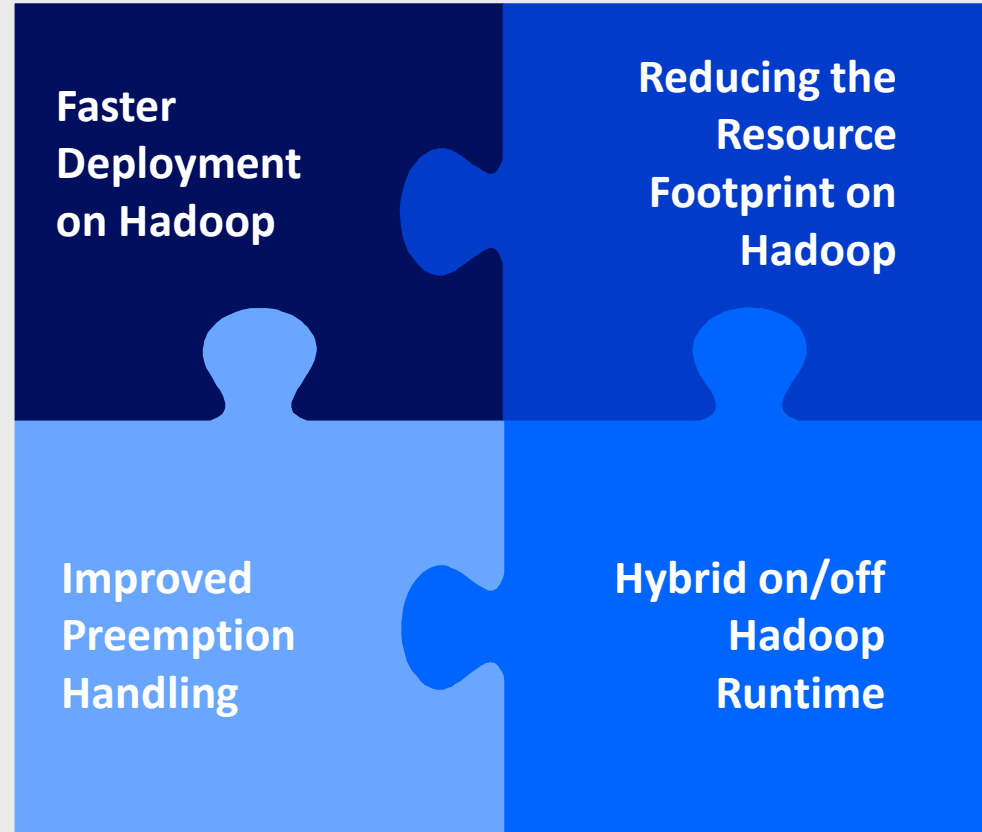 Faster
Deployment
on Hadoop
Reducing the
Resource
Footprint on
Hadoop
Improved
Preemption
Handling
Hybrid on/off
Hadoop
Runtime